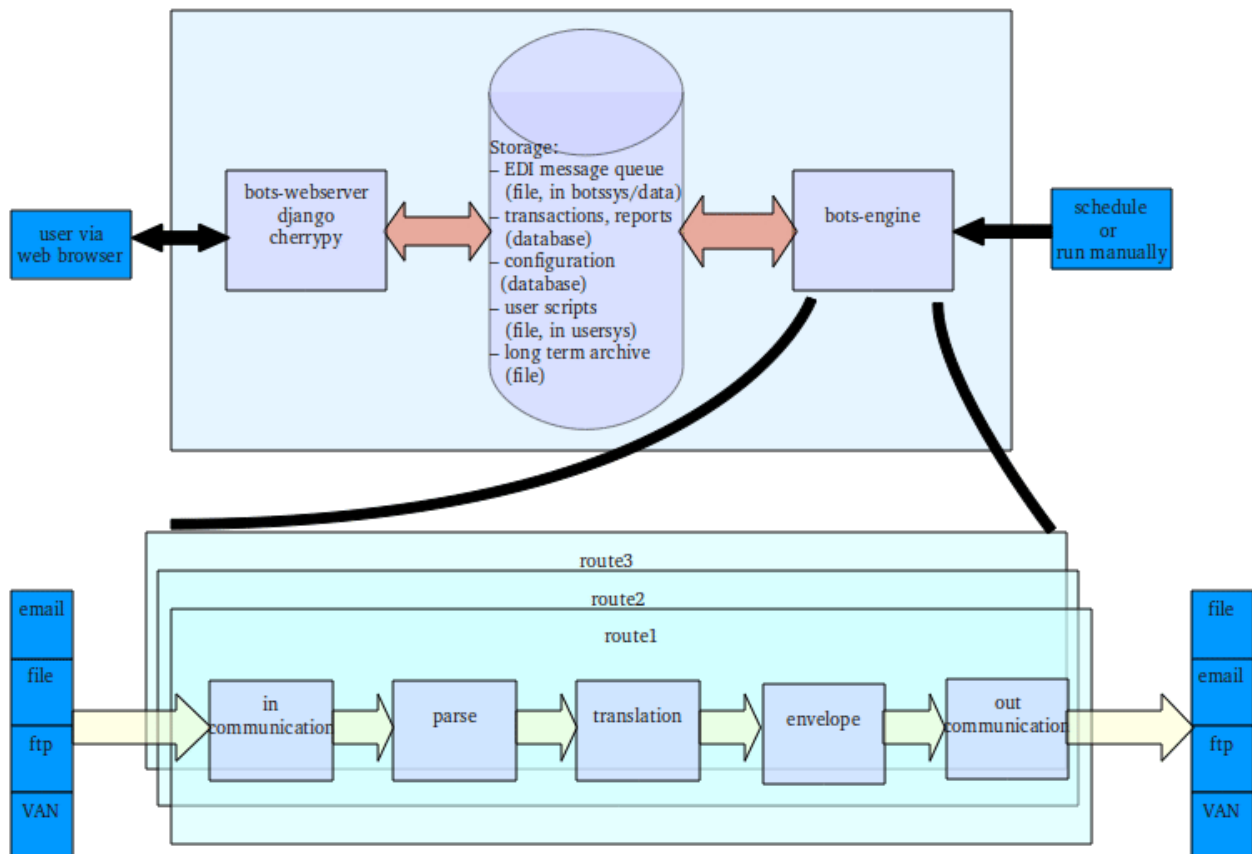 Storage:
– EDI message queue
(file, in botssys/data)
– transactions, reports
(database)
– configuration
(database)
– user scripts
(file, in usersys)
– long term archive
(file)
bots-webserver
django
cherrypy
bots-engine
user via
web browser
schedule
or
run manually
route3
route2
route1
email
file
ftp
VAN
in
communication
parse
translation
envelope
out
communication
file
email
ftp
VAN